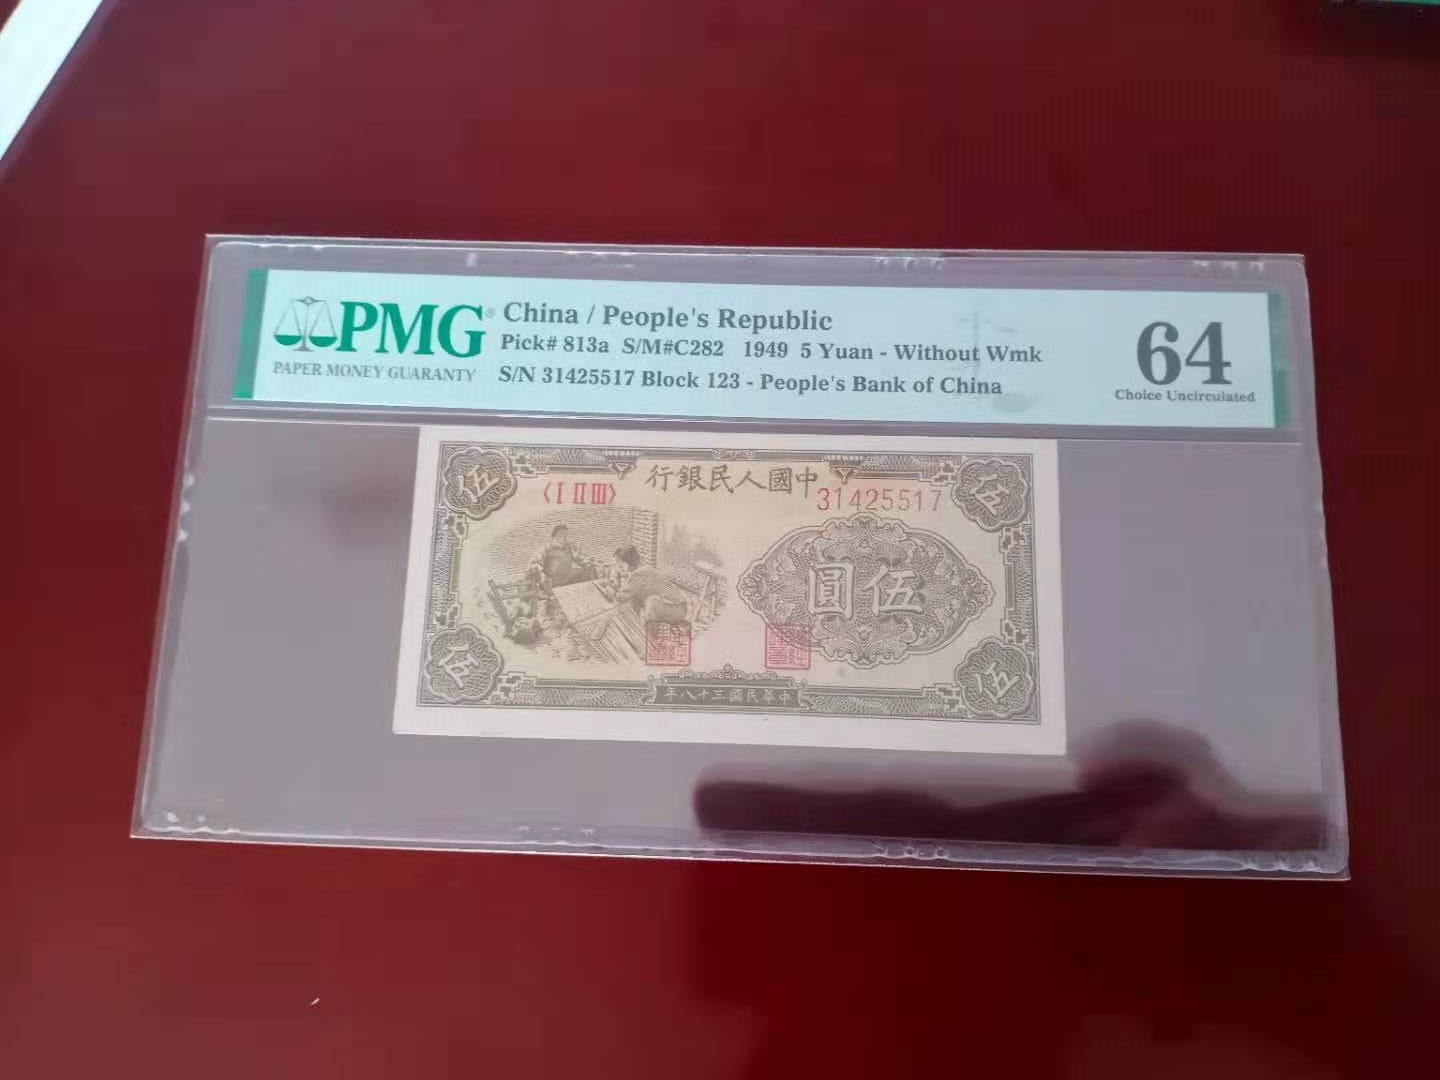 PMG®
PAPER MONEY GUARANTY
China / People's Republic
Pick# 813a S/M#C282 1949 5 Yuan - Without Wmk
S/N 31425517 Block 123 - People's Bank of China
64
Choice Uncirculated
行銀民人國中
〈I II III〉
31425517
伍
伍
圓伍
伍
伍
年八十三國民華中